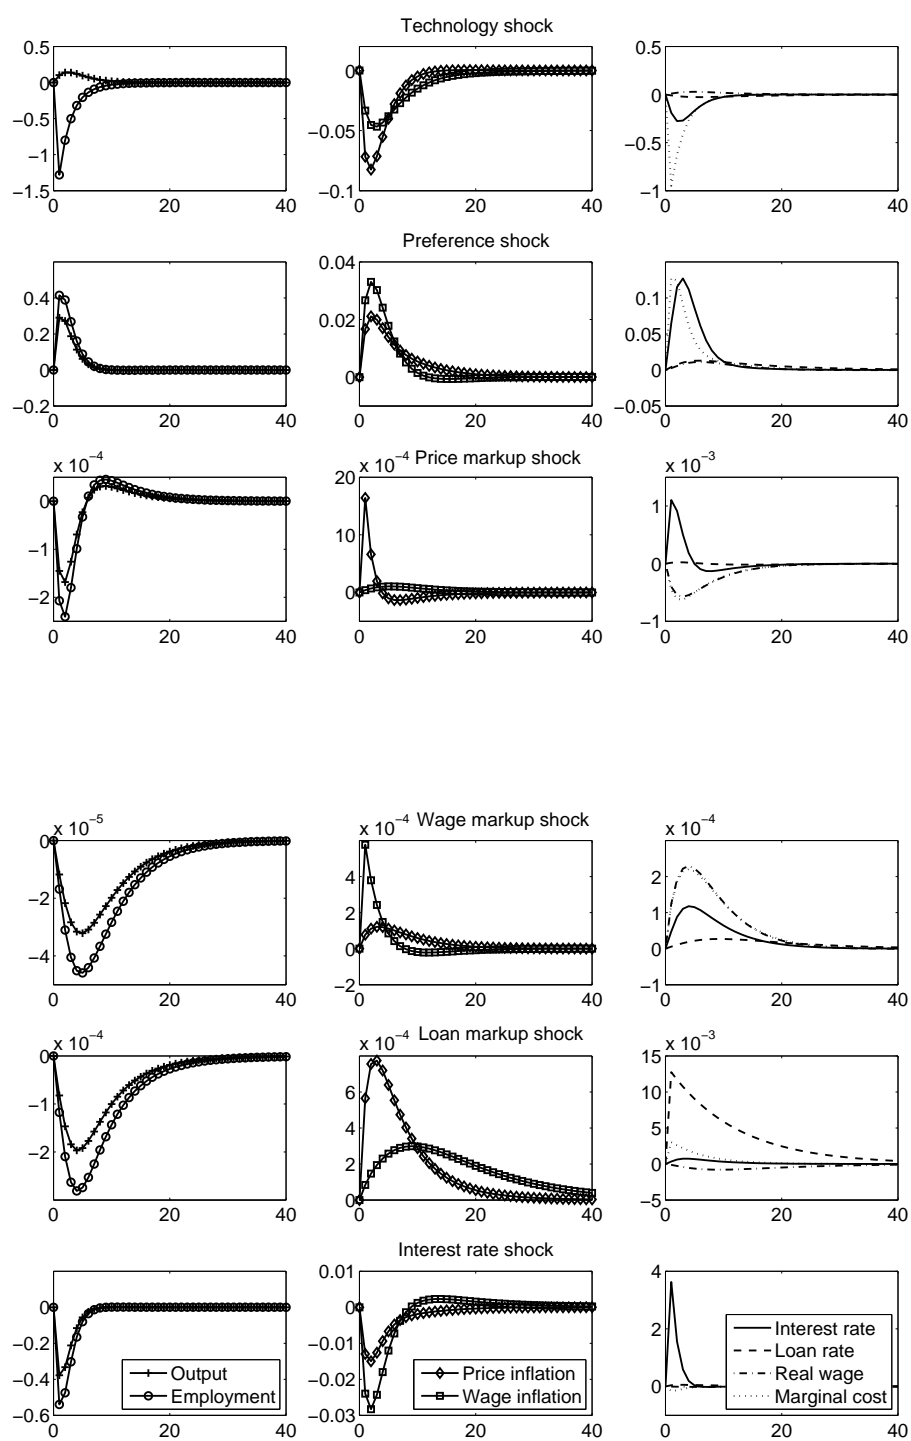 Technology shock
0.5
0
−0.5
−1
−1.5
0 20 40
0
−0.05
−0.1
0 20 40
0.5
0
−0.5
−1
0 20 40
Preference shock
0.4
0.2
0
−0.2
0 20 40
0.04
0.02
0
0 20 40
0.1
0.05
0
−0.05
0 20 40
Price markup shock
x 10−4
0
−1
−2
0 20 40
x 10−4
20
10
0
0 20 40
x 10−3
1
0
−1
0 20 40
Wage markup shock
x 10−5
0
−2
−4
0 20 40
x 10−4
4
2
0
−2
0 20 40
x 10−4
2
0
−1
0 20 40
Loan markup shock
x 10−4
0
−1
−2
0 20 40
x 10−4
6
4
2
0
0 20 40
x 10−3
15
10
5
0
−5
0 20 40
Interest rate shock
0
−0.2
−0.4
−0.6
0 20 40
Output
Employment
0.01
0
−0.01
−0.02
−0.03
0 20 40
Price inflation
Wage inflation
4
2
0
0 20 40
Interest rate
Loan rate
Real wage
Marginal cost